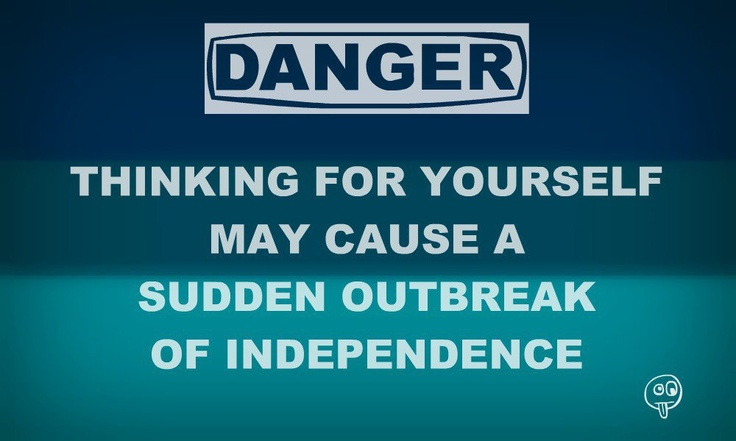 DANGER
THINKING FOR YOURSELF
MAY CAUSE A
SUDDEN OUTBREAK
OF INDEPENDENCE